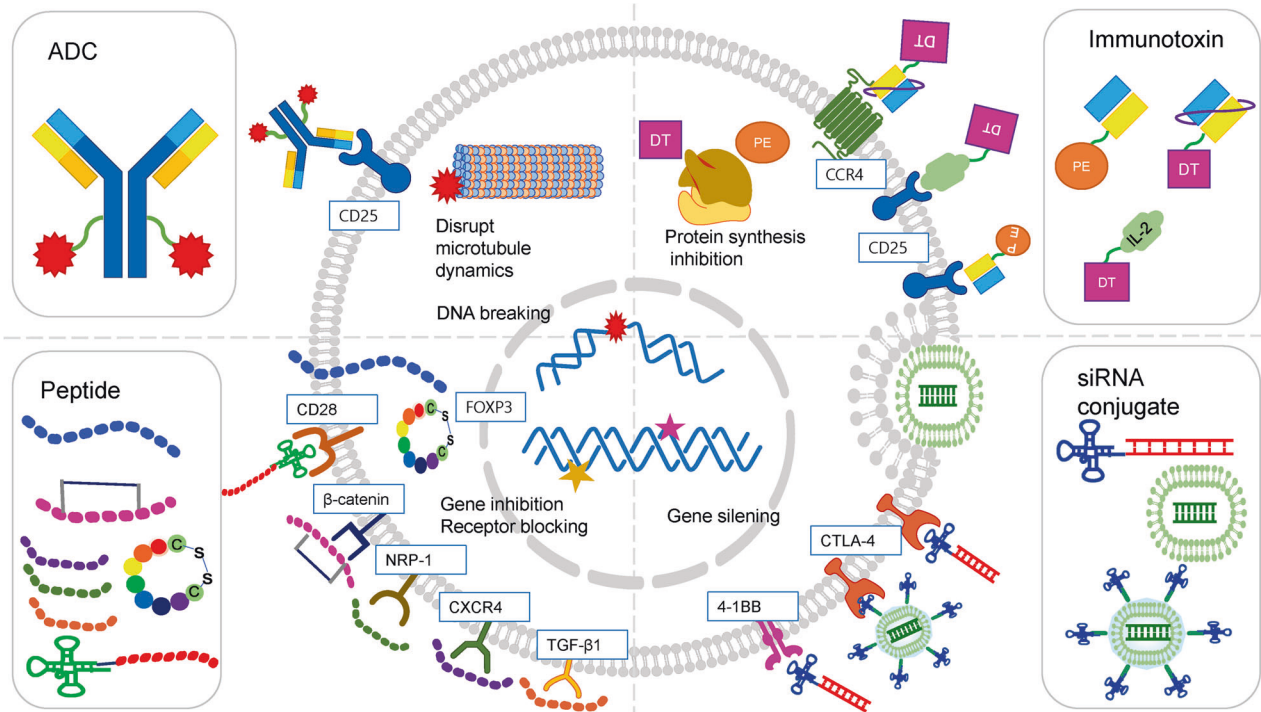 ADC
CD25
Disrupt
microtubule
dynamics
DNA breaking
DT
PE
Protein synthesis
inhibition
CCR4
DT
DT
CD25
PE
Immunotoxin
PE
DT
IL-2
DT
Peptide
C
S
S
C
CD28
FOXP3
C
S
S
C
β-catenin
Gene inhibition
Receptor blocking
NRP-1
CXCR4
TGF-β1
Gene silening
CTLA-4
4-1BB
siRNA
conjugate